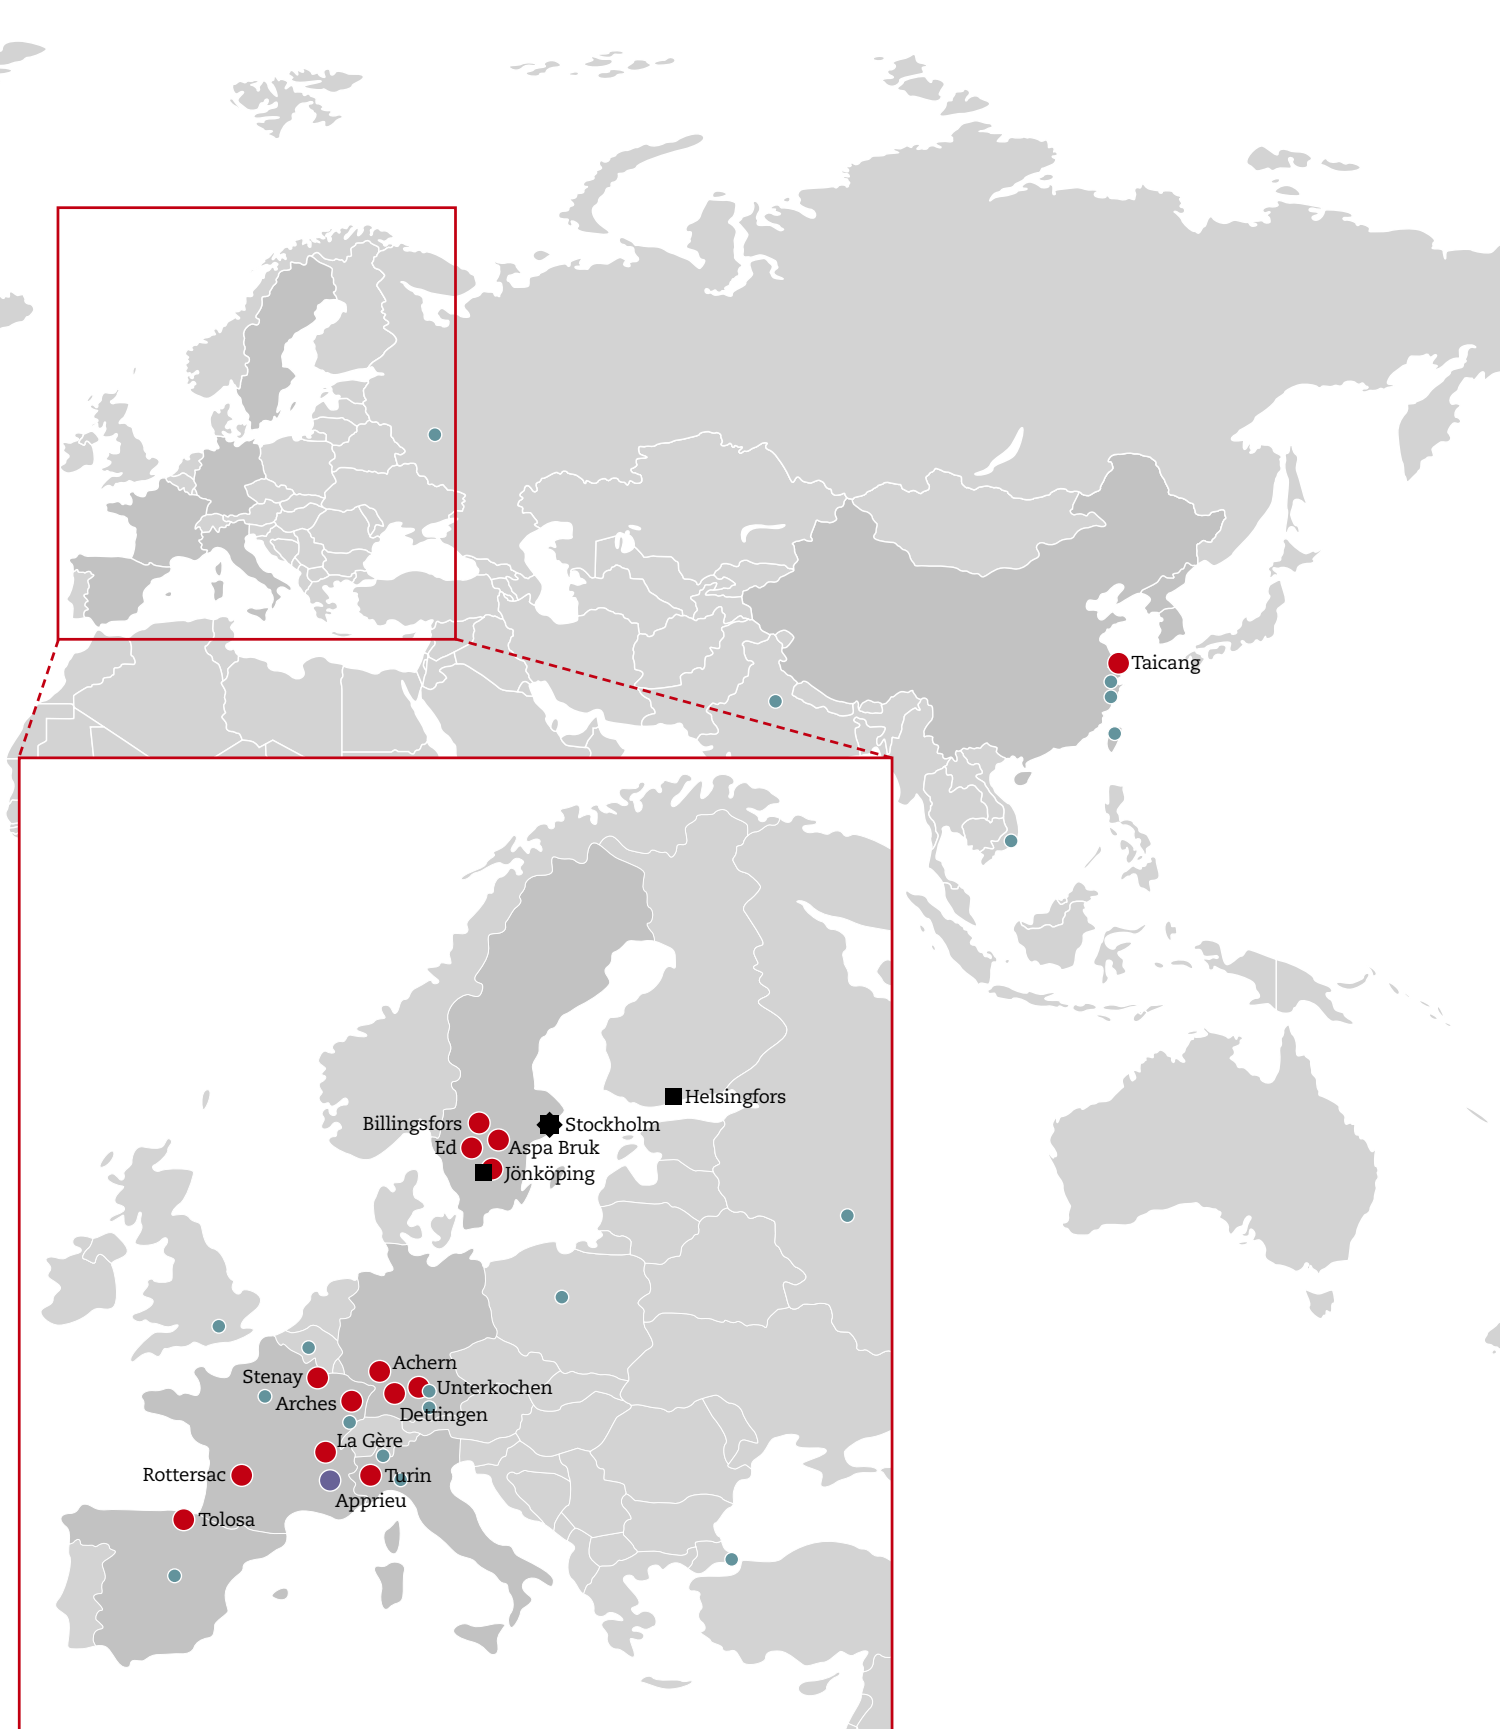 Taicang
Helsingfors
Billingsfors
Stockholm
Ed
Aspa Bruk
Jönköping
Achern
Stenay
Unterkochen
Arches
Dettingen
La Gère
Rottersac
Turin
Apprieu
Tolosa